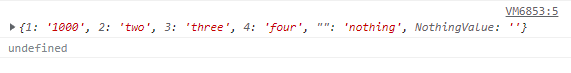 VM6853:5
{1: '1000', 2: 'two', 3: 'three', 4: 'four', "": 'nothing', NothingValue: ''}
undefined